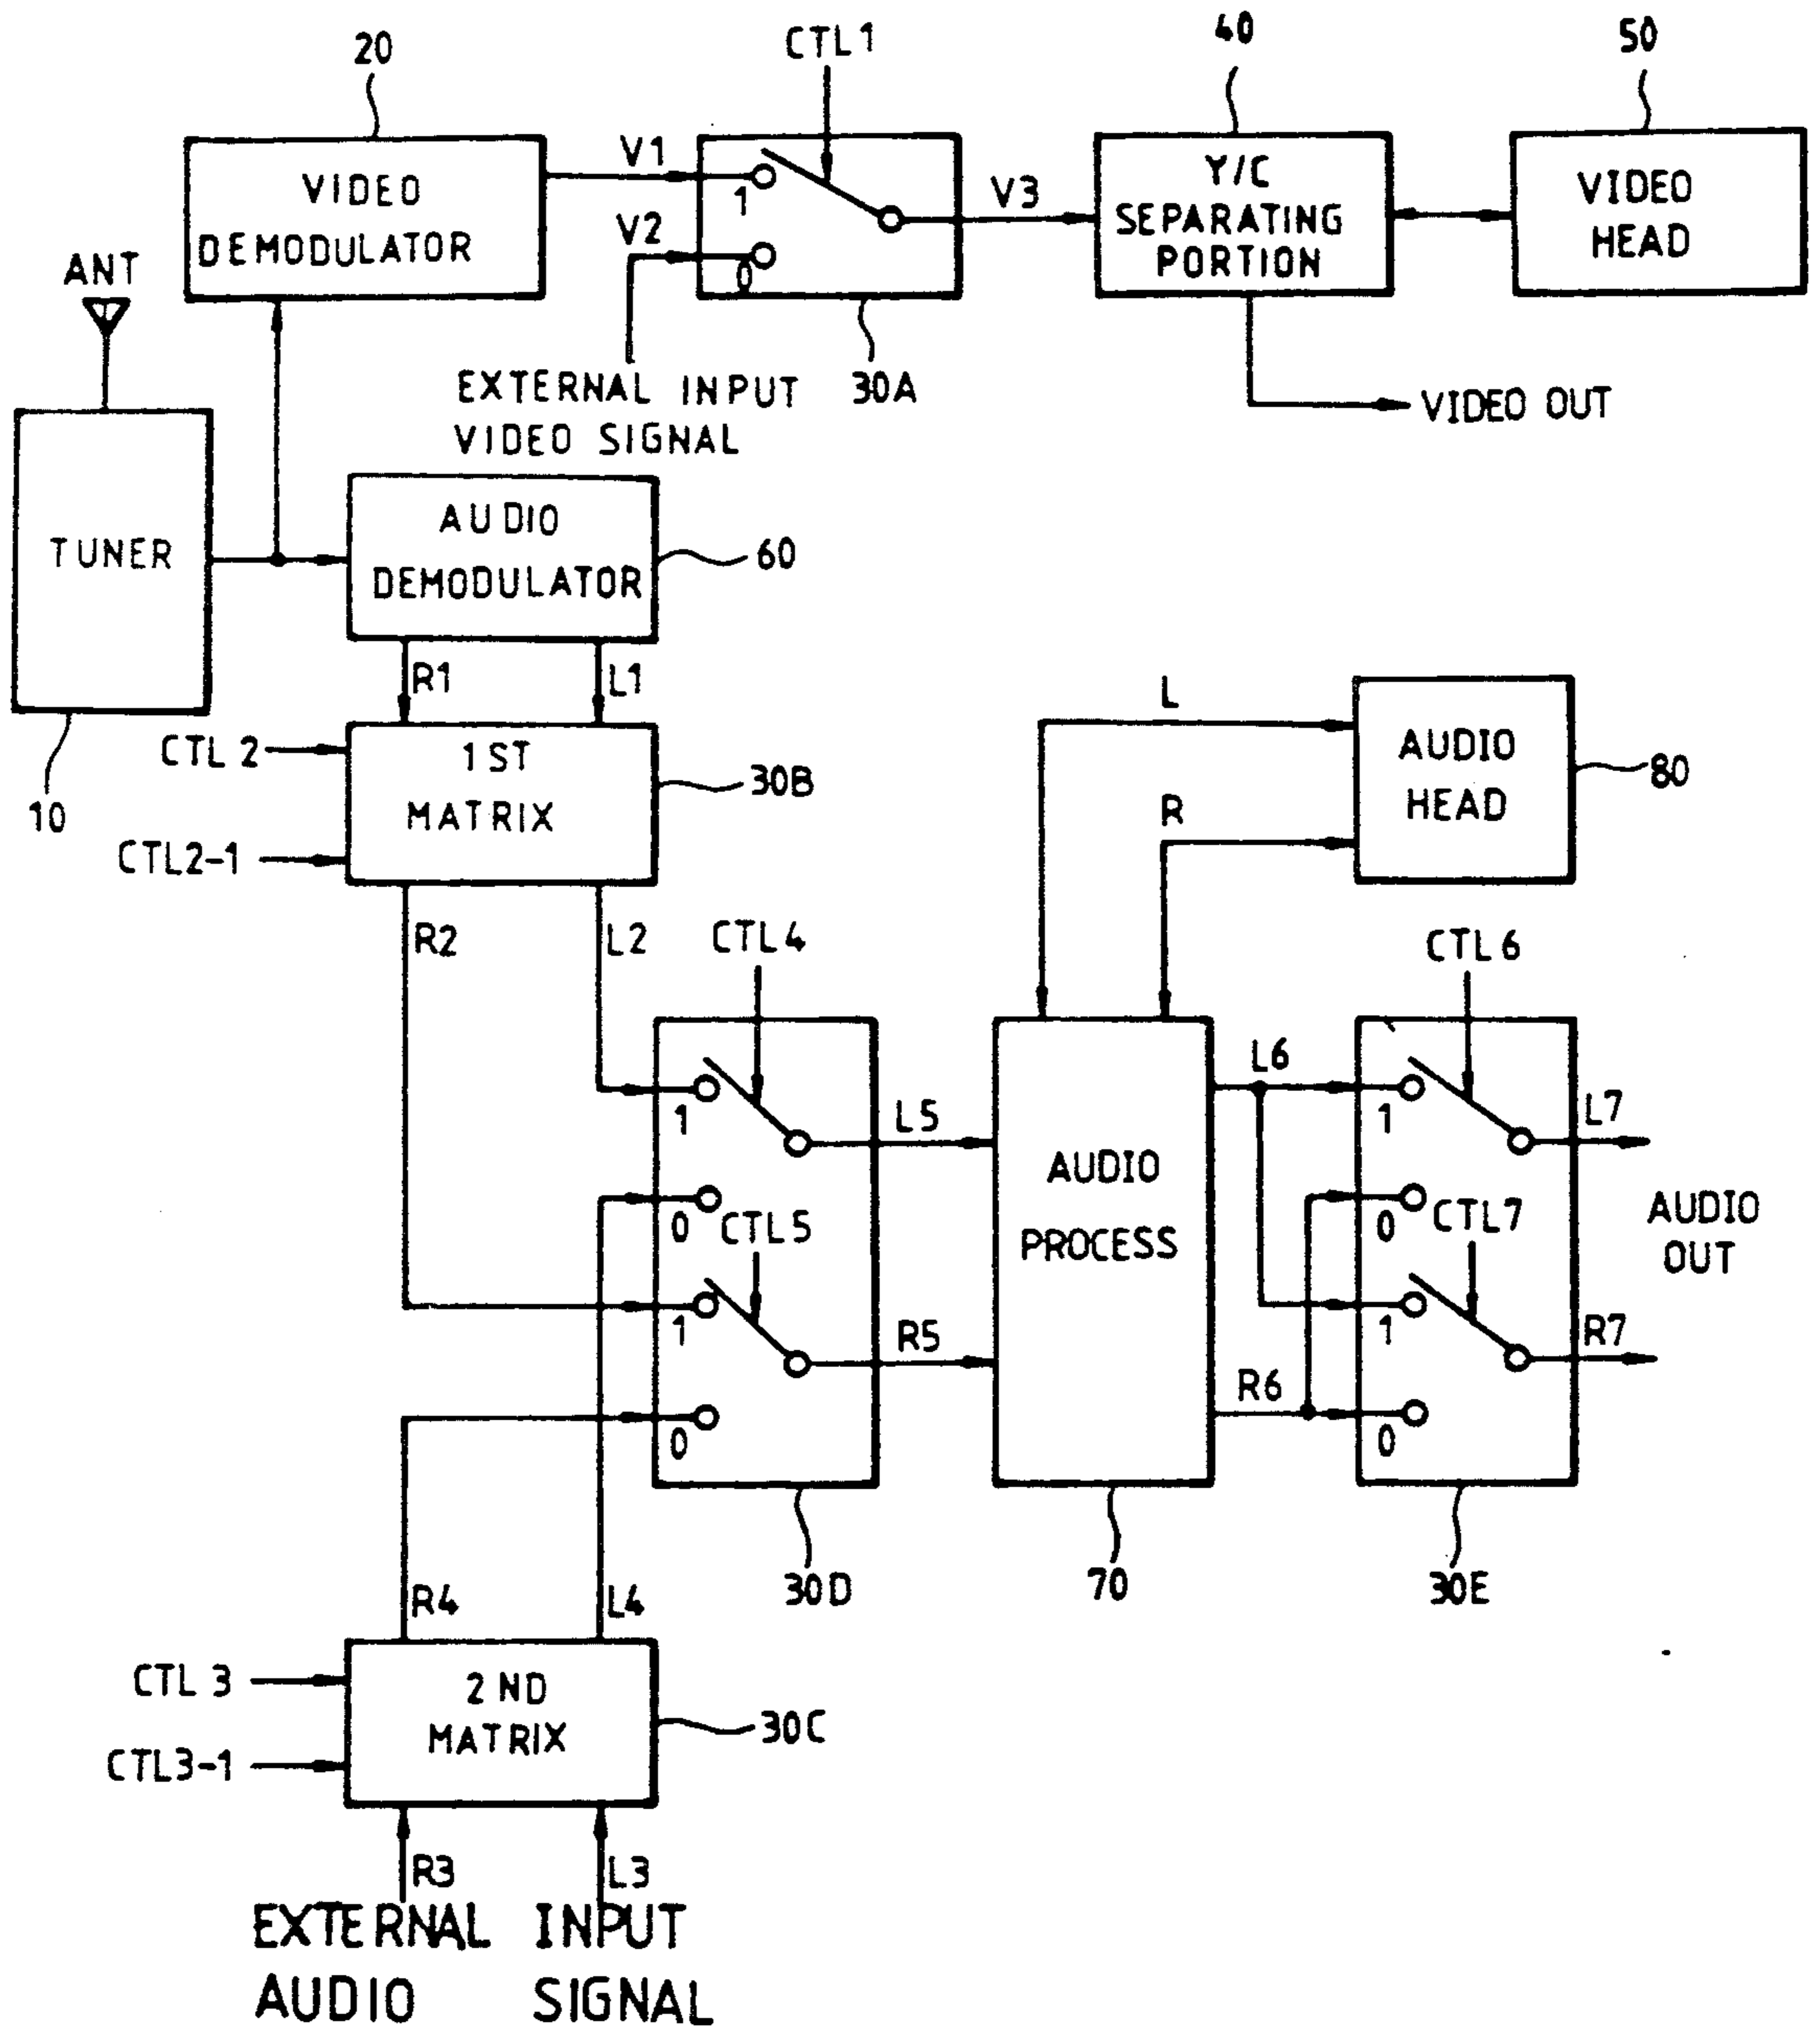 20
CTL1
40
50
VIDEO
DEMODULATOR
V1
1
V2
0
V3
Y/C
SEPARATING
PORTION
VIDEO
HEAD
ANT
EXTERNAL INPUT
VIDEO SIGNAL
30A
VIDEO OUT
TUNER
AUDIO
DEMODULATOR
60
R1
L1
10
CTL 2
CTL2-1
1ST
MATRIX
30B
L
R
AUDIO
HEAD
80
R2
L2
CTL4
CTL6
1
0
CTL5
1
0
L5
R5
AUDIO
PROCESS
L6
R6
1
0
CTL7
1
0
L7
AUDIO
OUT
R7
30D
70
30E
R4
L4
CTL 3
CTL3-1
2ND
MATRIX
30C
R3
L3
EXTERNAL INPUT
AUDIO SIGNAL